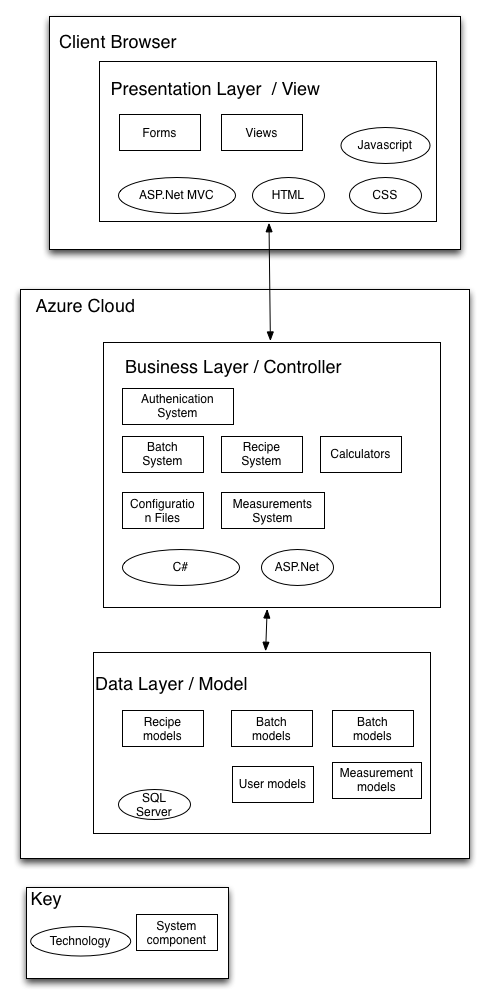 Client Browser
Presentation Layer  / View
Forms
Views
Javascript
ASP.Net MVC
HTML
CSS
Azure Cloud
Business Layer / Controller
Authenication
System
Batch
System
Recipe
System
Calculators
Configuratio
n Files
Measurements
System
C#
ASP.Net
Data Layer / Model
Recipe
models
Batch
models
Batch
models
SQL
Server
User models
Measurement
models
Key
Technology
System
component